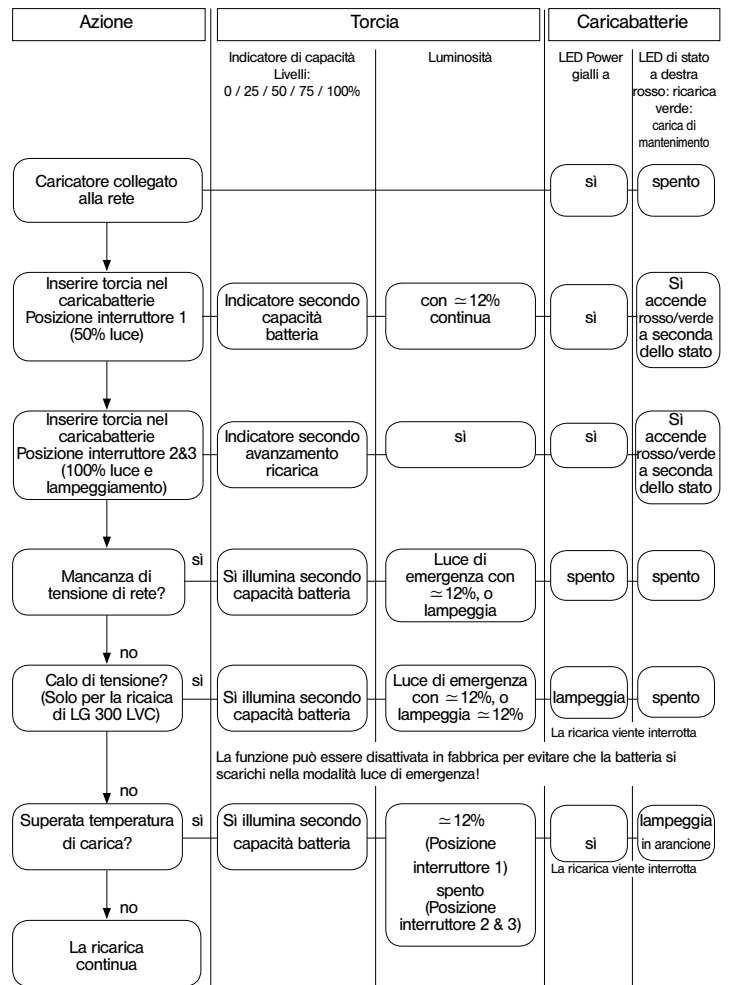 Azione
Torcia
Caricabatterie
Indicatore di capacità
Livelli:
0 / 25 / 50 / 75 / 100%
Luminosità
LED Power
gialli a
LED di stato
a destra
rosso: ricarica
verde:
carica di
mantenimento
Caricatore collegato
alla rete
sì
spento
Inserire torcia nel
caricabatterie
Posizione interruttore 1
(50% luce)
Indicatore secondo
capacità
batteria
con ≃ 12%
continua
sì
Sì
accende
rosso/verde
a seconda
dello stato
Inserire torcia nel
caricabatterie
Posizione interruttore 2&3
(100% luce e
lampeggiamento)
Indicatore secondo
avanzamento
ricarica
sì
sì
Sì
accende
rosso/verde
a seconda
dello stato
Mancanza di
tensione di rete?
sì
Sì illumina secondo
capacità batteria
Luce di
emergenza con
≃ 12%, o
lampeggia
spento
spento
no
Calo di tensione?
(Solo per la ricaica
di LG 300 LVC)
sì
Sì illumina secondo
capacità batteria
Luce di emergenza
con ≃ 12%, o
lampeggia ≃ 12%
lampeggia
spento
La ricarica viente interrotta
La funzione può essere disattivata in fabbrica per evitare che la batteria si
scarichi nella modalità luce di emergenza!
no
Superata temperatura
di carica?
sì
Sì illumina secondo
capacità batteria
≃ 12%
(Posizione
interruttore 1)
spento
(Posizione
interruttore 2 & 3)
sì
lampeggia
in arancione
La ricarica viente interrotta
no
La ricarica
continua